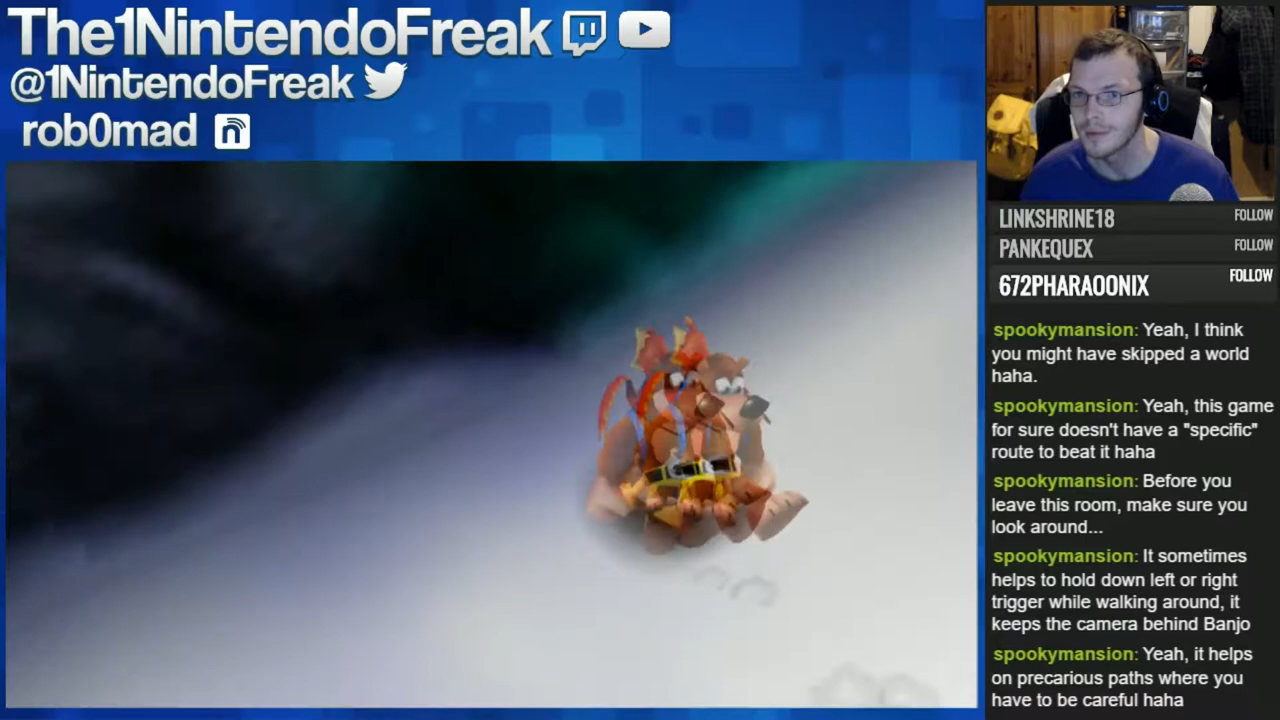 The1NintendoFreak
@1NintendoFreak
rob0mad
LINKSHRINE18 FOLLOW
PANKEQUEX FOLLOW
672PHARAOONIX FOLLOW
spookymansion: Yeah, I think
you might have skipped a world
haha.
spookymansion: Yeah, this game
for sure doesn't have a "specific"
route to beat it haha
spookymansion: Before you
leave this room, make sure you
look around...
spookymansion: It sometimes
helps to hold down left or right
trigger while walking around, it
keeps the camera behind Banjo
spookymansion: Yeah, it helps
on precarious paths where you
have to be careful haha